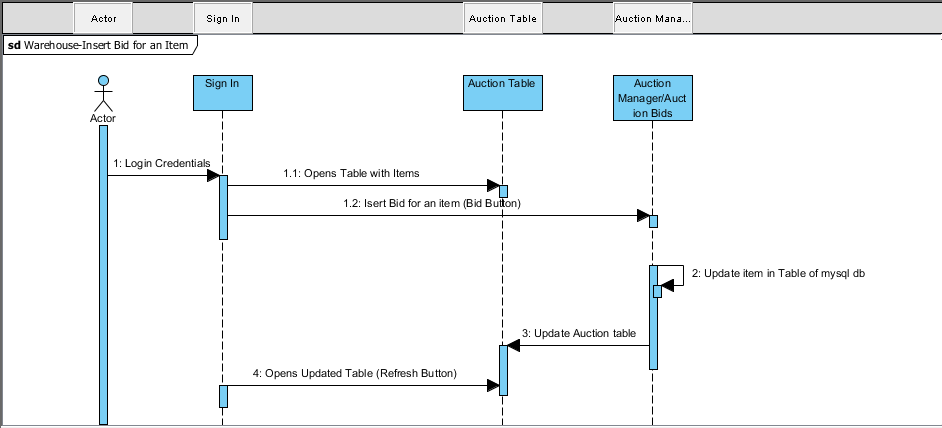 Actor
Sign In
Auction Table
Auction Mana...
sd Warehouse-Insert Bid for an Item
Sign In
Auction Table
Auction
Manager/Auct
ion Bids
Actor
1: Login Credentials
1.1: Opens Table with Items
1.2: Isert Bid for an item (Bid Button)
2: Update item in Table of mysql db
3: Update Auction table
4: Opens Updated Table (Refresh Button)